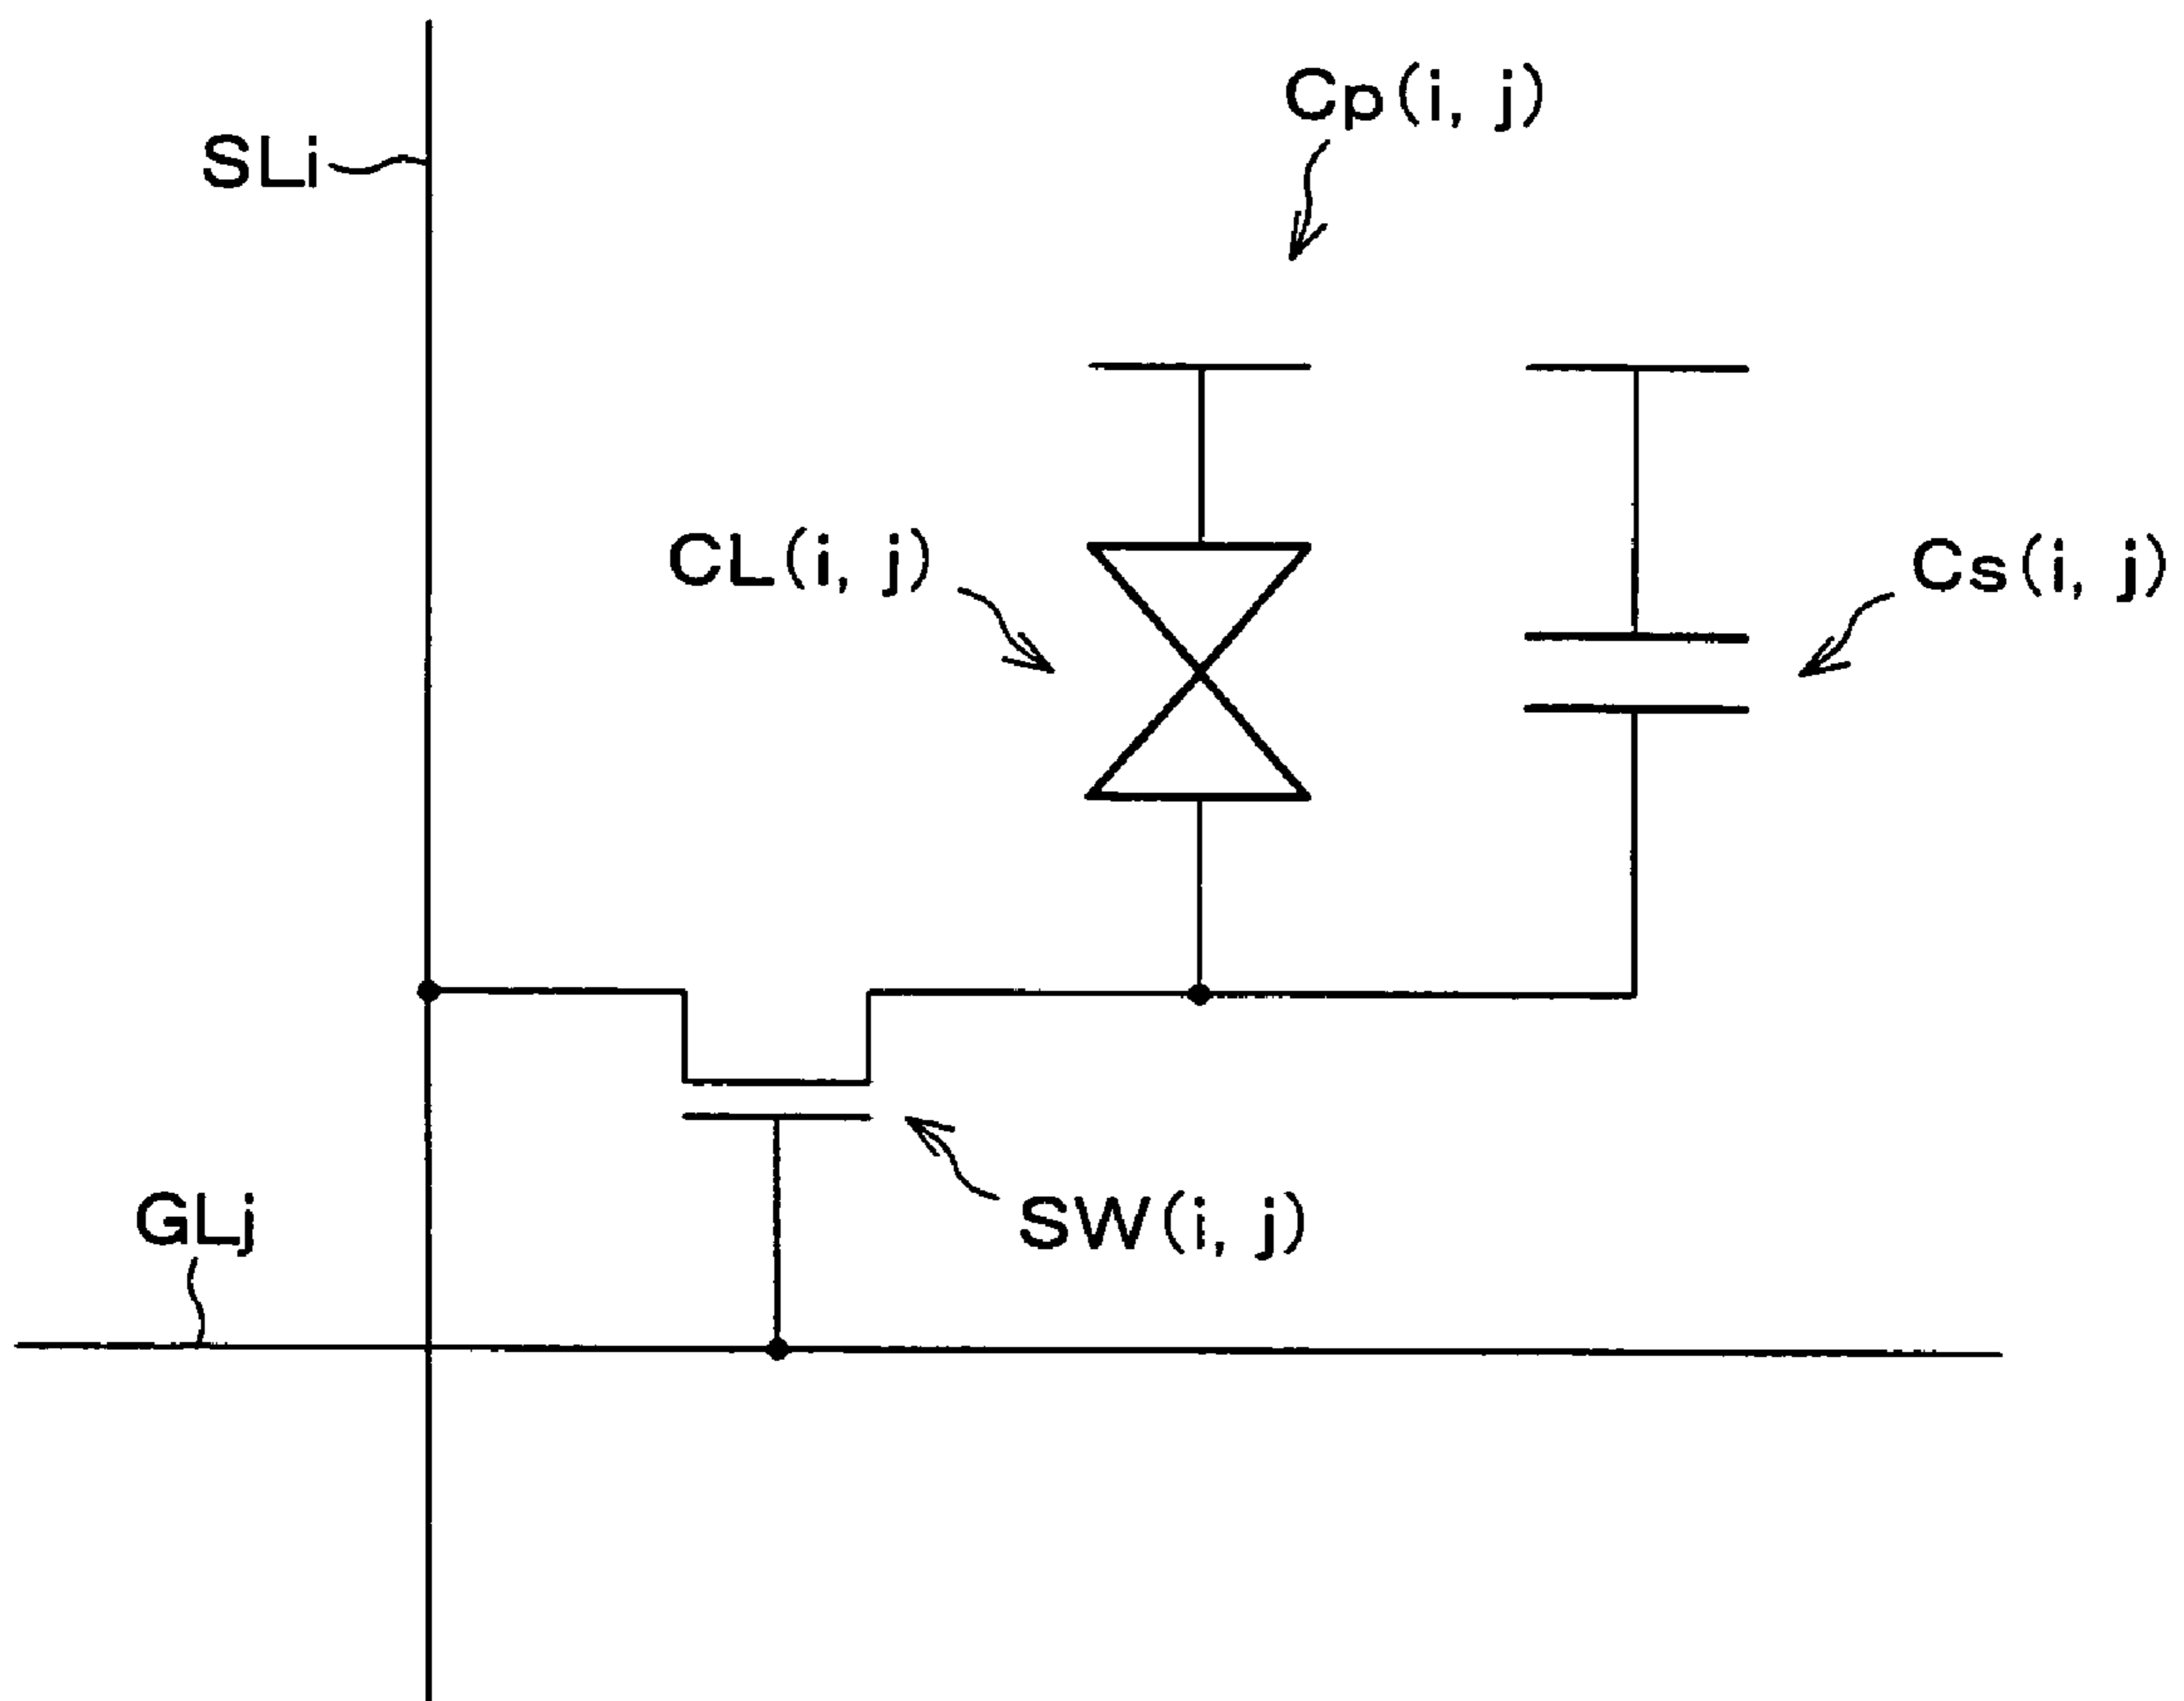 Cp(i, j)
SLi
CL(i, j)
Cs(i, j)
GLj
SW(i, j)